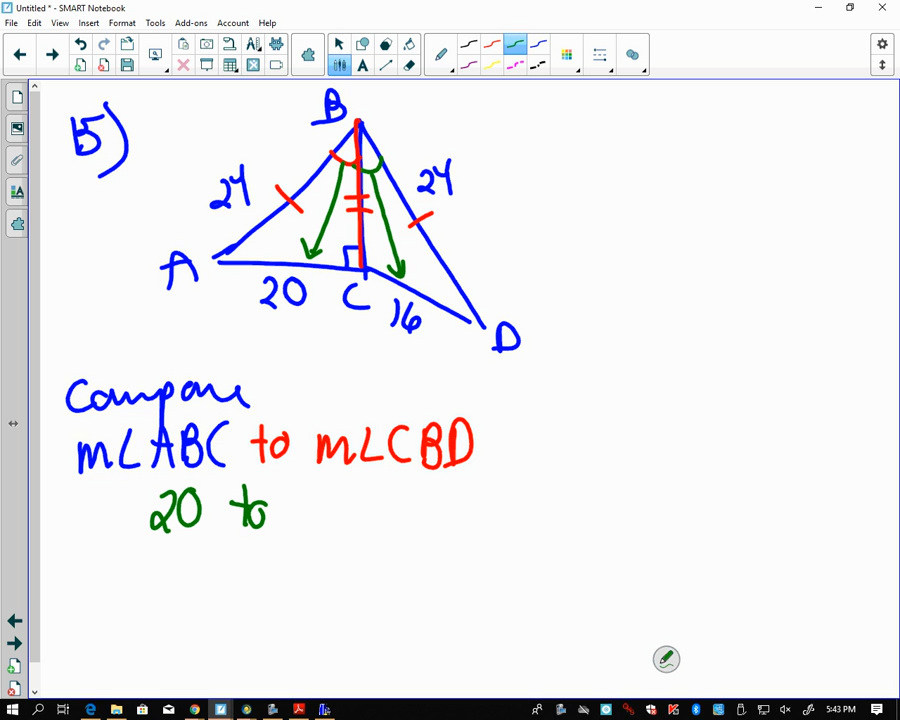 Untitled * - SMART Notebook
File Edit View Insert Format Tools Add-ons Account Help
15)
B
24
24
A
20
C
16
D
Compare
m∠ABC to m∠CBD
20 to
5:43 PM